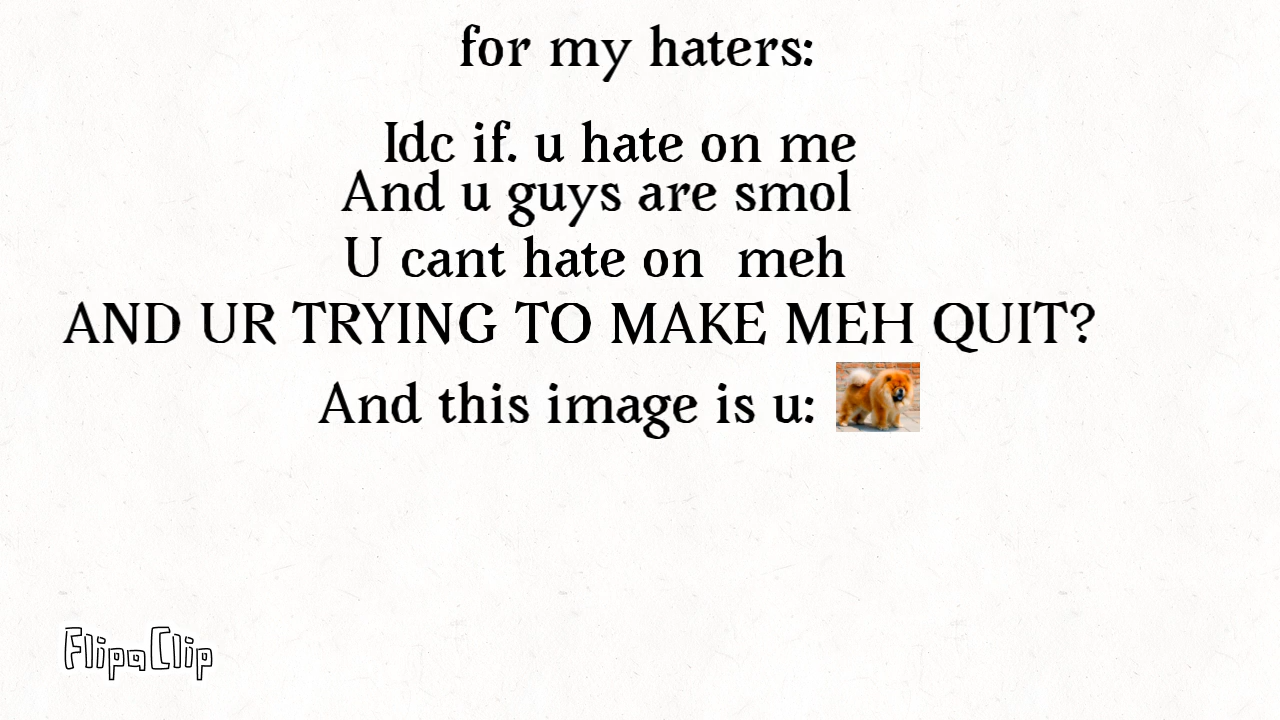 for my haters:
Idc if. u hate on me
And u guys are smol
U cant hate on  meh
AND UR TRYING TO MAKE MEH QUIT?
And this image is u:
FlipaClip